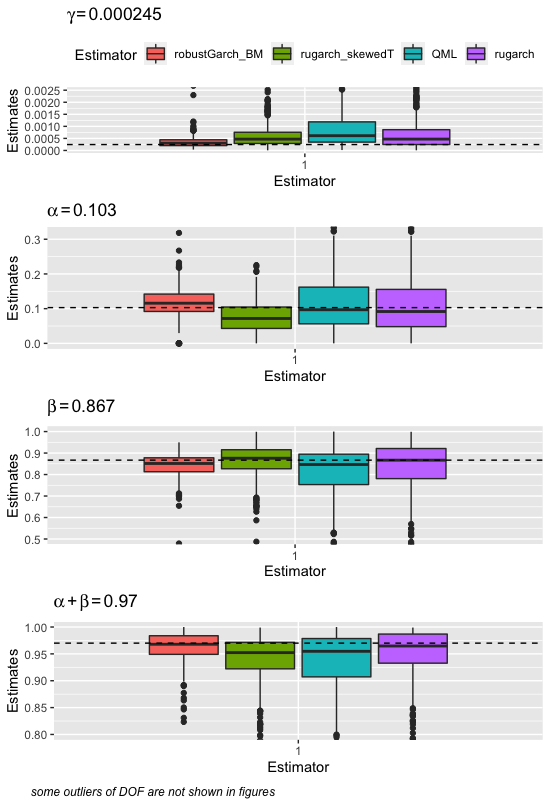 γ = 0.000245
Estimator robustGarch_BM rugarch_skewedT QML rugarch
Estimates
0.0025
0.0020
0.0015
0.0010
0.0005
0.0000
1
Estimator
α = 0.103
Estimates
0.3
0.2
0.1
0.0
1
Estimator
β = 0.867
Estimates
1.0
0.9
0.8
0.7
0.6
0.5
1
Estimator
α + β = 0.97
Estimates
1.00
0.95
0.90
0.85
0.80
1
Estimator
some outliers of DOF are not shown in figures